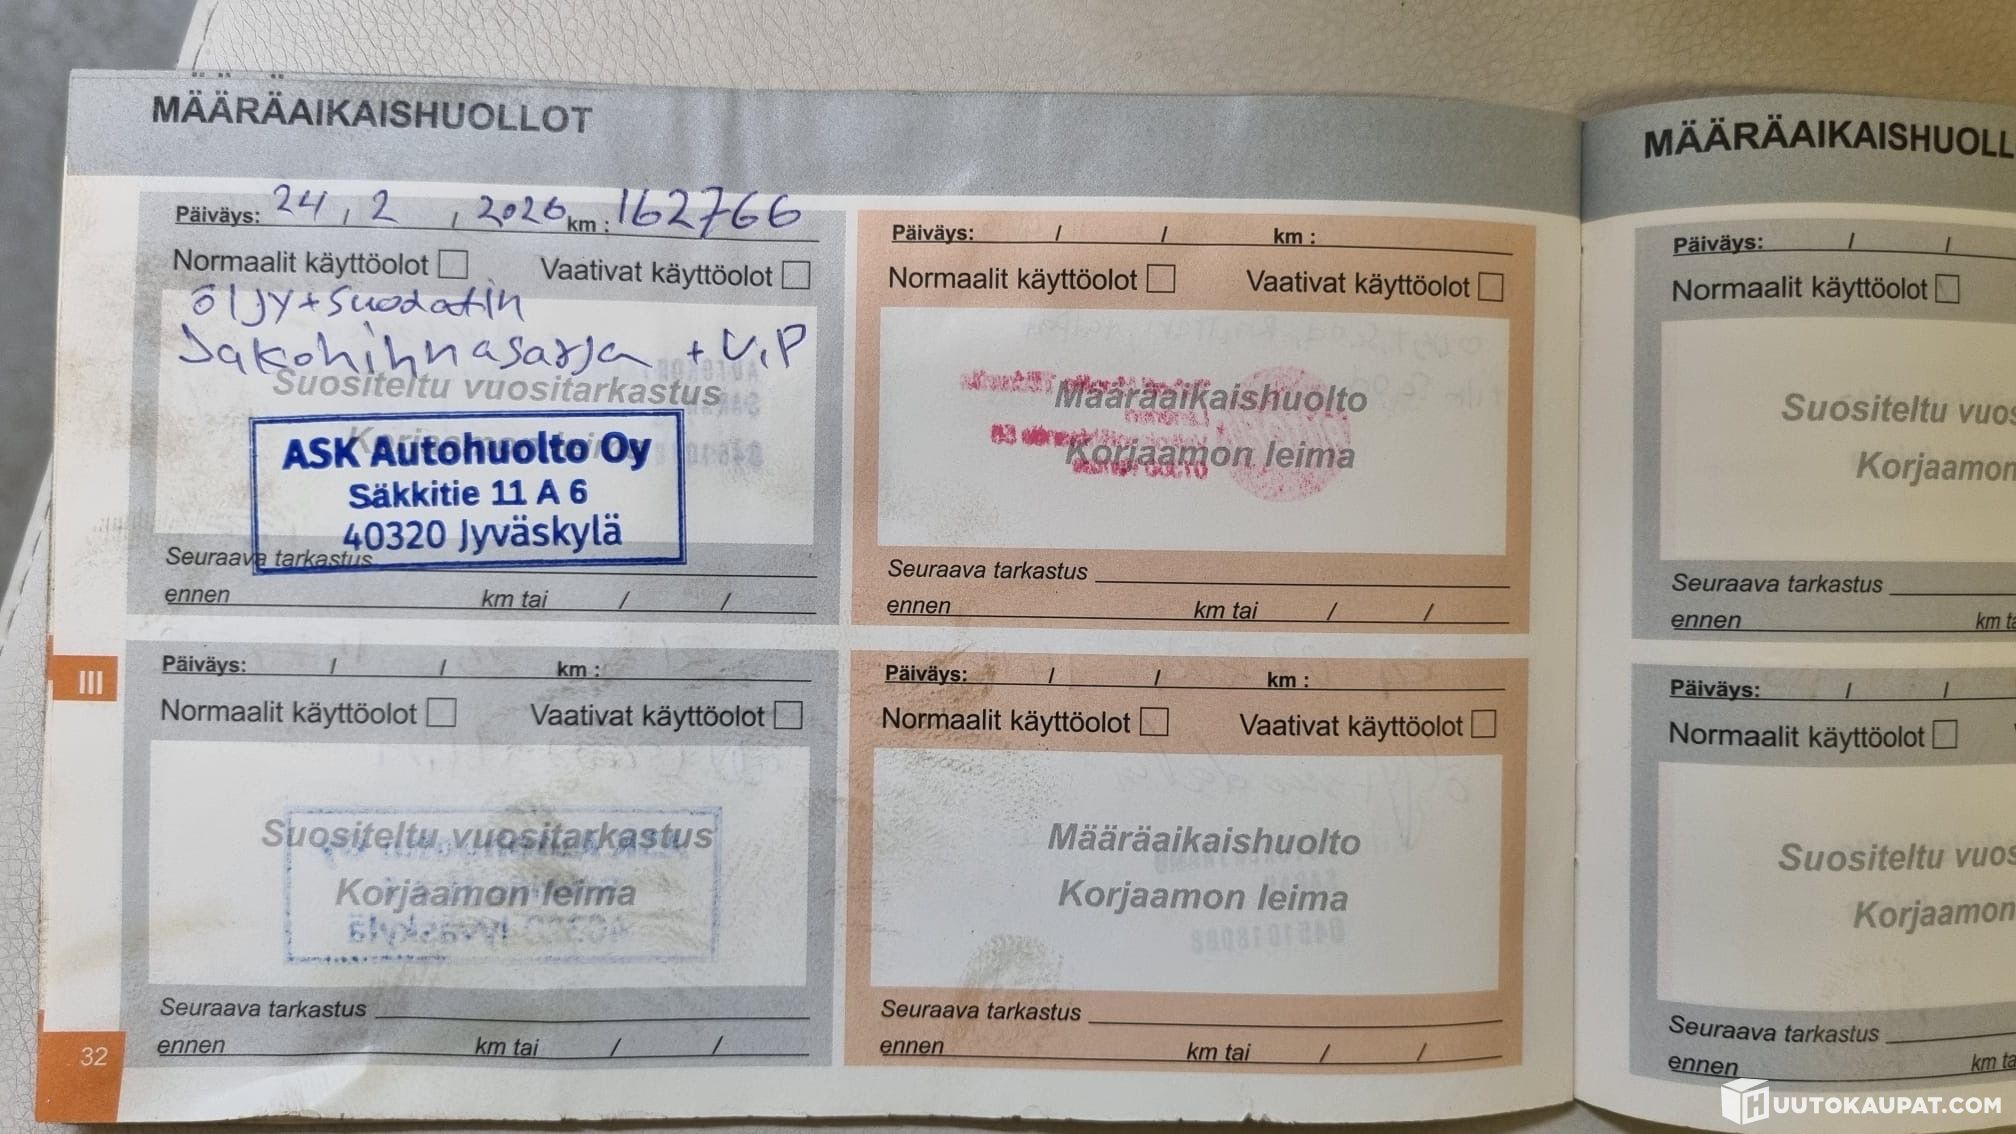 MÄÄRÄAIKAISHUOLLOT
Päiväys: 24 , 2 , 2026 km : 162766
Normaalit käyttöolot Vaativat käyttöolot
öljy+suodatin
Jakohihnasarja + V.P
Suositeltu vuositarkastus
Korjaamon leima
ASK Autohuolto Oy
Säkkitie 11 A 6
40320 Jyväskylä
Seuraava tarkastus
ennen km tai / /
Päiväys: / / km :
Normaalit käyttöolot Vaativat käyttöolot
Määräaikaishuolto
Korjaamon leima
Seuraava tarkastus
ennen km tai / /
III
Päiväys: / / km :
Normaalit käyttöolot Vaativat käyttöolot
Suositeltu vuositarkastus
Korjaamon leima
Seuraava tarkastus
ennen km tai / /
Päiväys: / / km :
Normaalit käyttöolot Vaativat käyttöolot
Määräaikaishuolto
Korjaamon leima
Seuraava tarkastus
ennen km tai / /
32
MÄÄRÄAIKAISHUOLL
Päiväys: / /
Normaalit käyttöolot
Suositeltu vuos
Korjaamon
Seuraava tarkastus
ennen km ta
Päiväys: / /
Normaalit käyttöolot
Suositeltu vuos
Korjaamon
Seuraava tarkastus
ennen km ta
HUUTOKAUPAT.COM